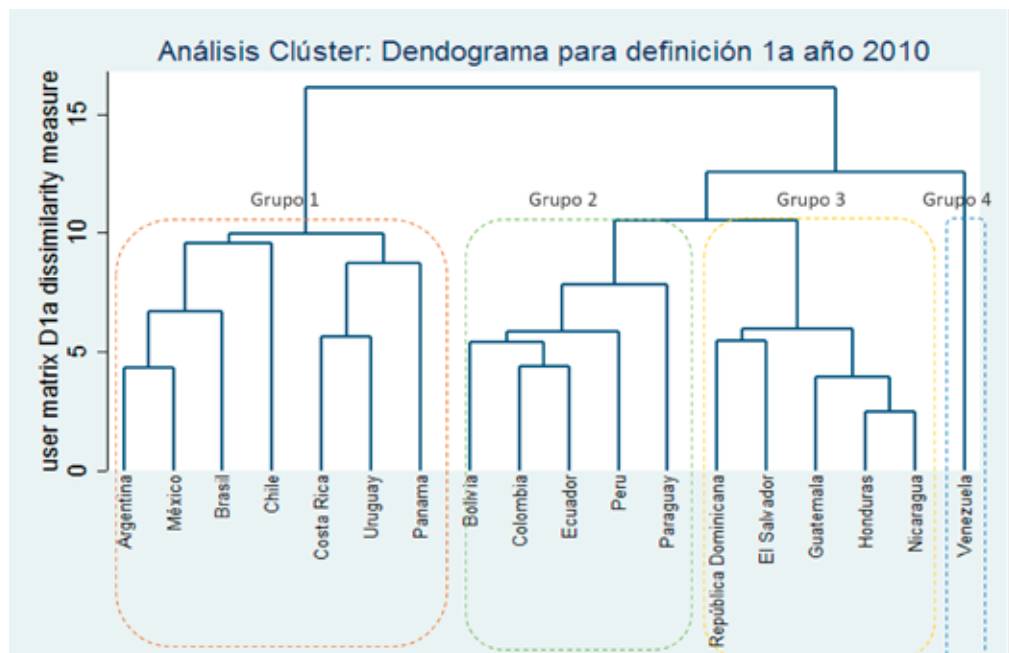 Análisis Clúster: Dendograma para definición 1a año 2010
user matrix D1a dissimilarity measure
15
10
5
0
Grupo 1
Grupo 2
Grupo 3
Grupo 4
Argentina
México
Brasil
Chile
Costa Rica
Uruguay
Panama
Bolivia
Colombia
Ecuador
Peru
Paraguay
República Dominicana
El Salvador
Guatemala
Honduras
Nicaragua
Venezuela